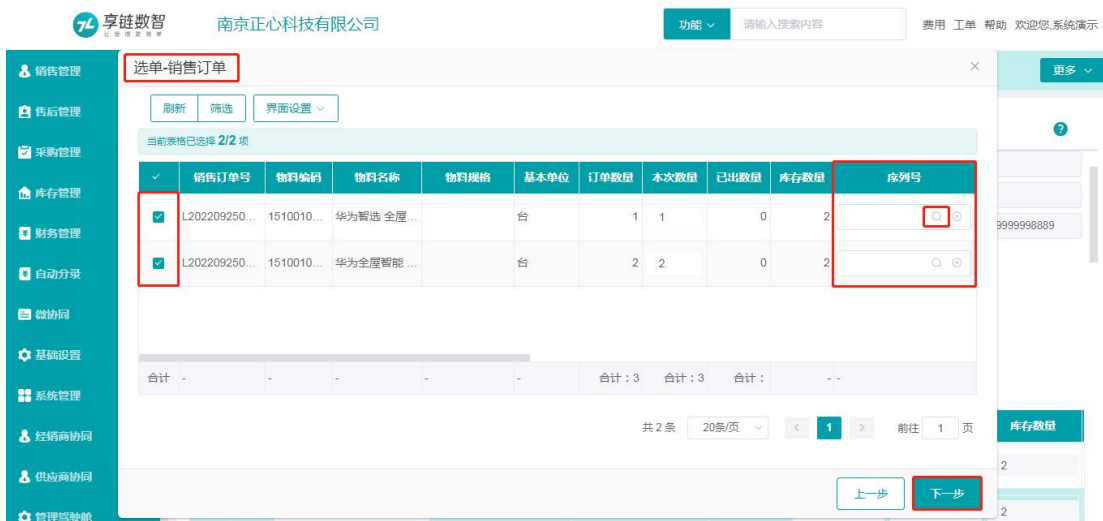 享链数智
让管理更简单
南京正心科技有限公司
功能
请输入搜索内容
费用 工单 帮助 欢迎您,系统演示
销售管理
售后管理
采购管理
库存管理
财务管理
自动分录
微协同
基础设置
系统管理
经销商协同
供应商协同
管理驾驶舱
选单-销售订单
更多
刷新 筛选 界面设置
当前表格已选择 2/2 项
销售订单号 物料编码 物料名称 物料规格 基本单位 订单数量 本次数量 已出数量 库存数量 序列号
L202209250... 1510010... 华为智选 全屋... 台 1 1 0 2
L202209250... 1510010... 华为全屋智能 ... 台 2 2 0 2
9999998889
合计 - - - - - 合计：3 合计：3 合计： - -
共 2 条 20条/页 1 前往 1 页
库存数量
2
2
上一步 下一步